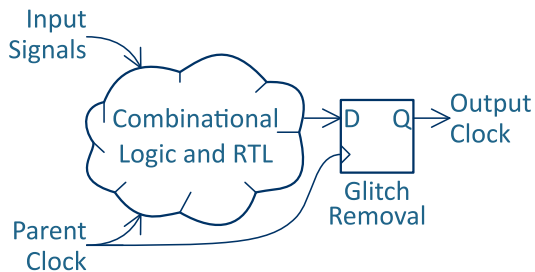 Input
Signals
Combinational
Logic and RTL
D Q
Output
Clock
Glitch
Removal
Parent
Clock